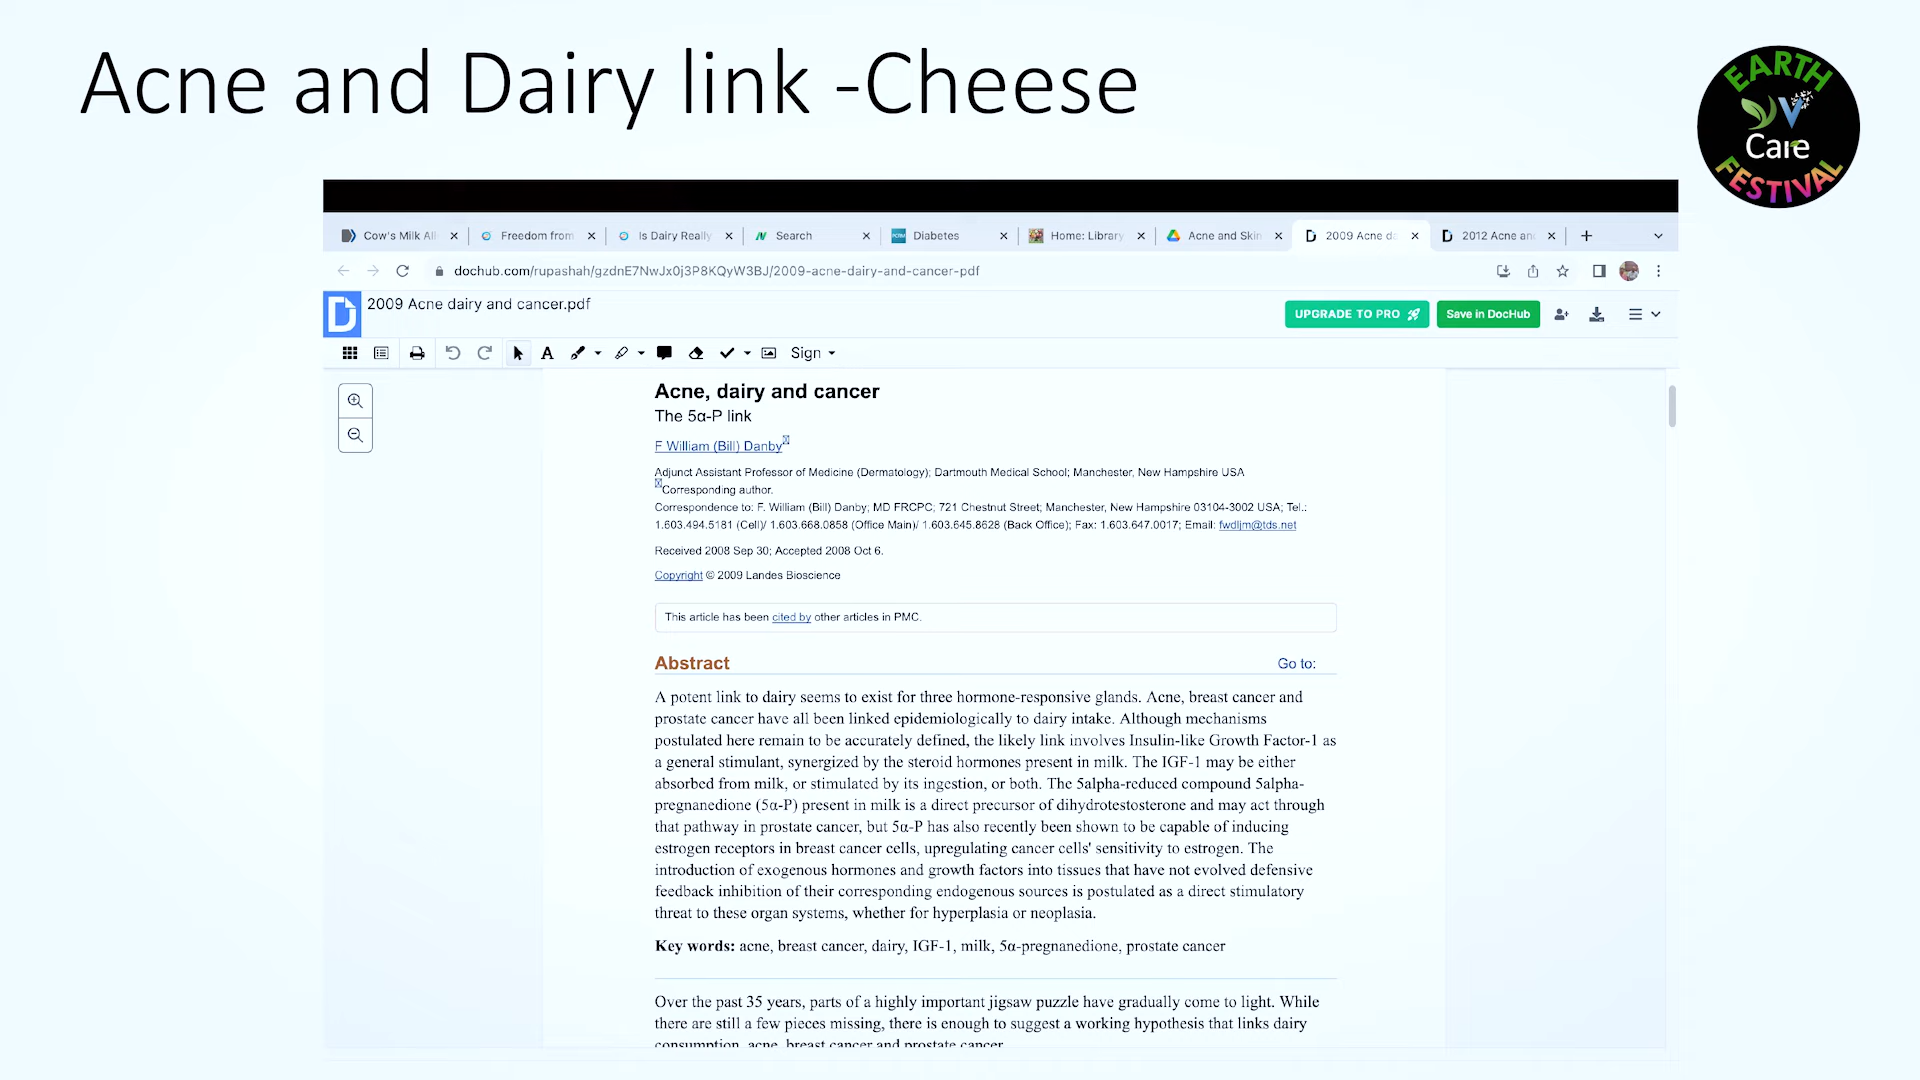 Acne and Dairy link -Cheese
EARTH
V
Care
FESTIVAL
Cow's Milk All
Freedom from
Is Dairy Really
Search
Diabetes
Home: Library
Acne and Skin
2009 Acne da
2012 Acne and
dochub.com/rupashah/gzdnE7NwJx0j3P8KQyW3BJ/2009-acne-dairy-and-cancer-pdf
2009 Acne dairy and cancer.pdf
UPGRADE TO PRO
Save in DocHub
Sign
Acne, dairy and cancer
The 5α-P link
F William (Bill) Danby
Adjunct Assistant Professor of Medicine (Dermatology); Dartmouth Medical School; Manchester, New Hampshire USA
Corresponding author.
Correspondence to: F. William (Bill) Danby; MD FRCPC; 721 Chestnut Street; Manchester, New Hampshire 03104-3002 USA; Tel.:
1.603.494.5181 (Cell)/ 1.603.668.0858 (Office Main)/ 1.603.645.8628 (Back Office); Fax: 1.603.647.0017; Email: fwdljm@tds.net
Received 2008 Sep 30; Accepted 2008 Oct 6.
Copyright © 2009 Landes Bioscience
This article has been cited by other articles in PMC.
Abstract
Go to:
A potent link to dairy seems to exist for three hormone-responsive glands. Acne, breast cancer and
prostate cancer have all been linked epidemiologically to dairy intake. Although mechanisms
postulated here remain to be accurately defined, the likely link involves Insulin-like Growth Factor-1 as
a general stimulant, synergized by the steroid hormones present in milk. The IGF-1 may be either
absorbed from milk, or stimulated by its ingestion, or both. The 5alpha-reduced compound 5alpha-
pregnanedione (5α-P) present in milk is a direct precursor of dihydrotestosterone and may act through
that pathway in prostate cancer, but 5α-P has also recently been shown to be capable of inducing
estrogen receptors in breast cancer cells, upregulating cancer cells' sensitivity to estrogen. The
introduction of exogenous hormones and growth factors into tissues that have not evolved defensive
feedback inhibition of their corresponding endogenous sources is postulated as a direct stimulatory
threat to these organ systems, whether for hyperplasia or neoplasia.
Key words: acne, breast cancer, dairy, IGF-1, milk, 5α-pregnanedione, prostate cancer
Over the past 35 years, parts of a highly important jigsaw puzzle have gradually come to light. While
there are still a few pieces missing, there is enough to suggest a working hypothesis that links dairy
consumption, acne, breast cancer and prostate cancer